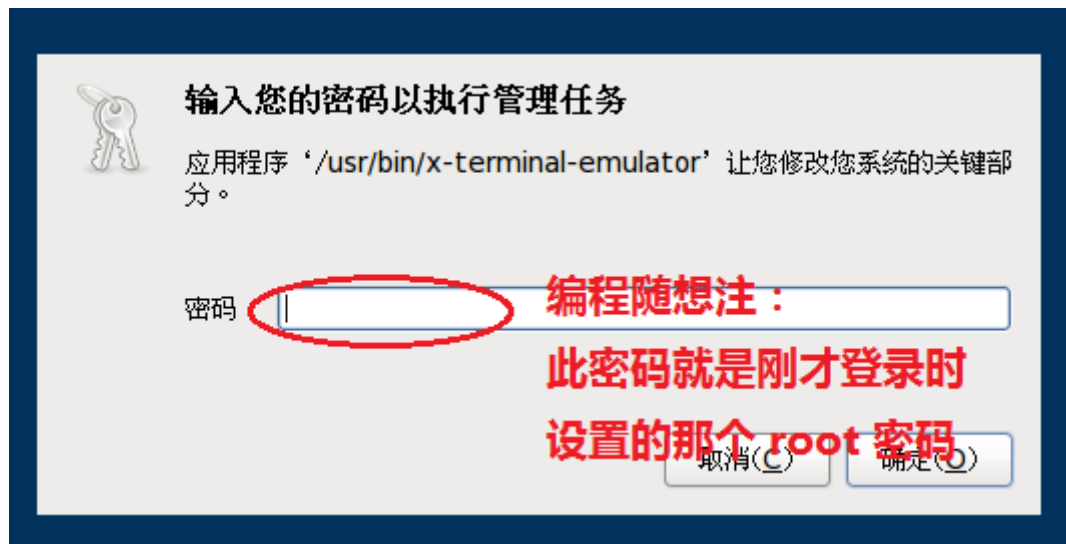 输入您的密码以执行管理任务
应用程序‘/usr/bin/x-terminal-emulator’让您修改您系统的关键部
分。
密码
编程随想注：
此密码就是刚才登录时
设置的那个 root 密码
取消(C)
确定(O)